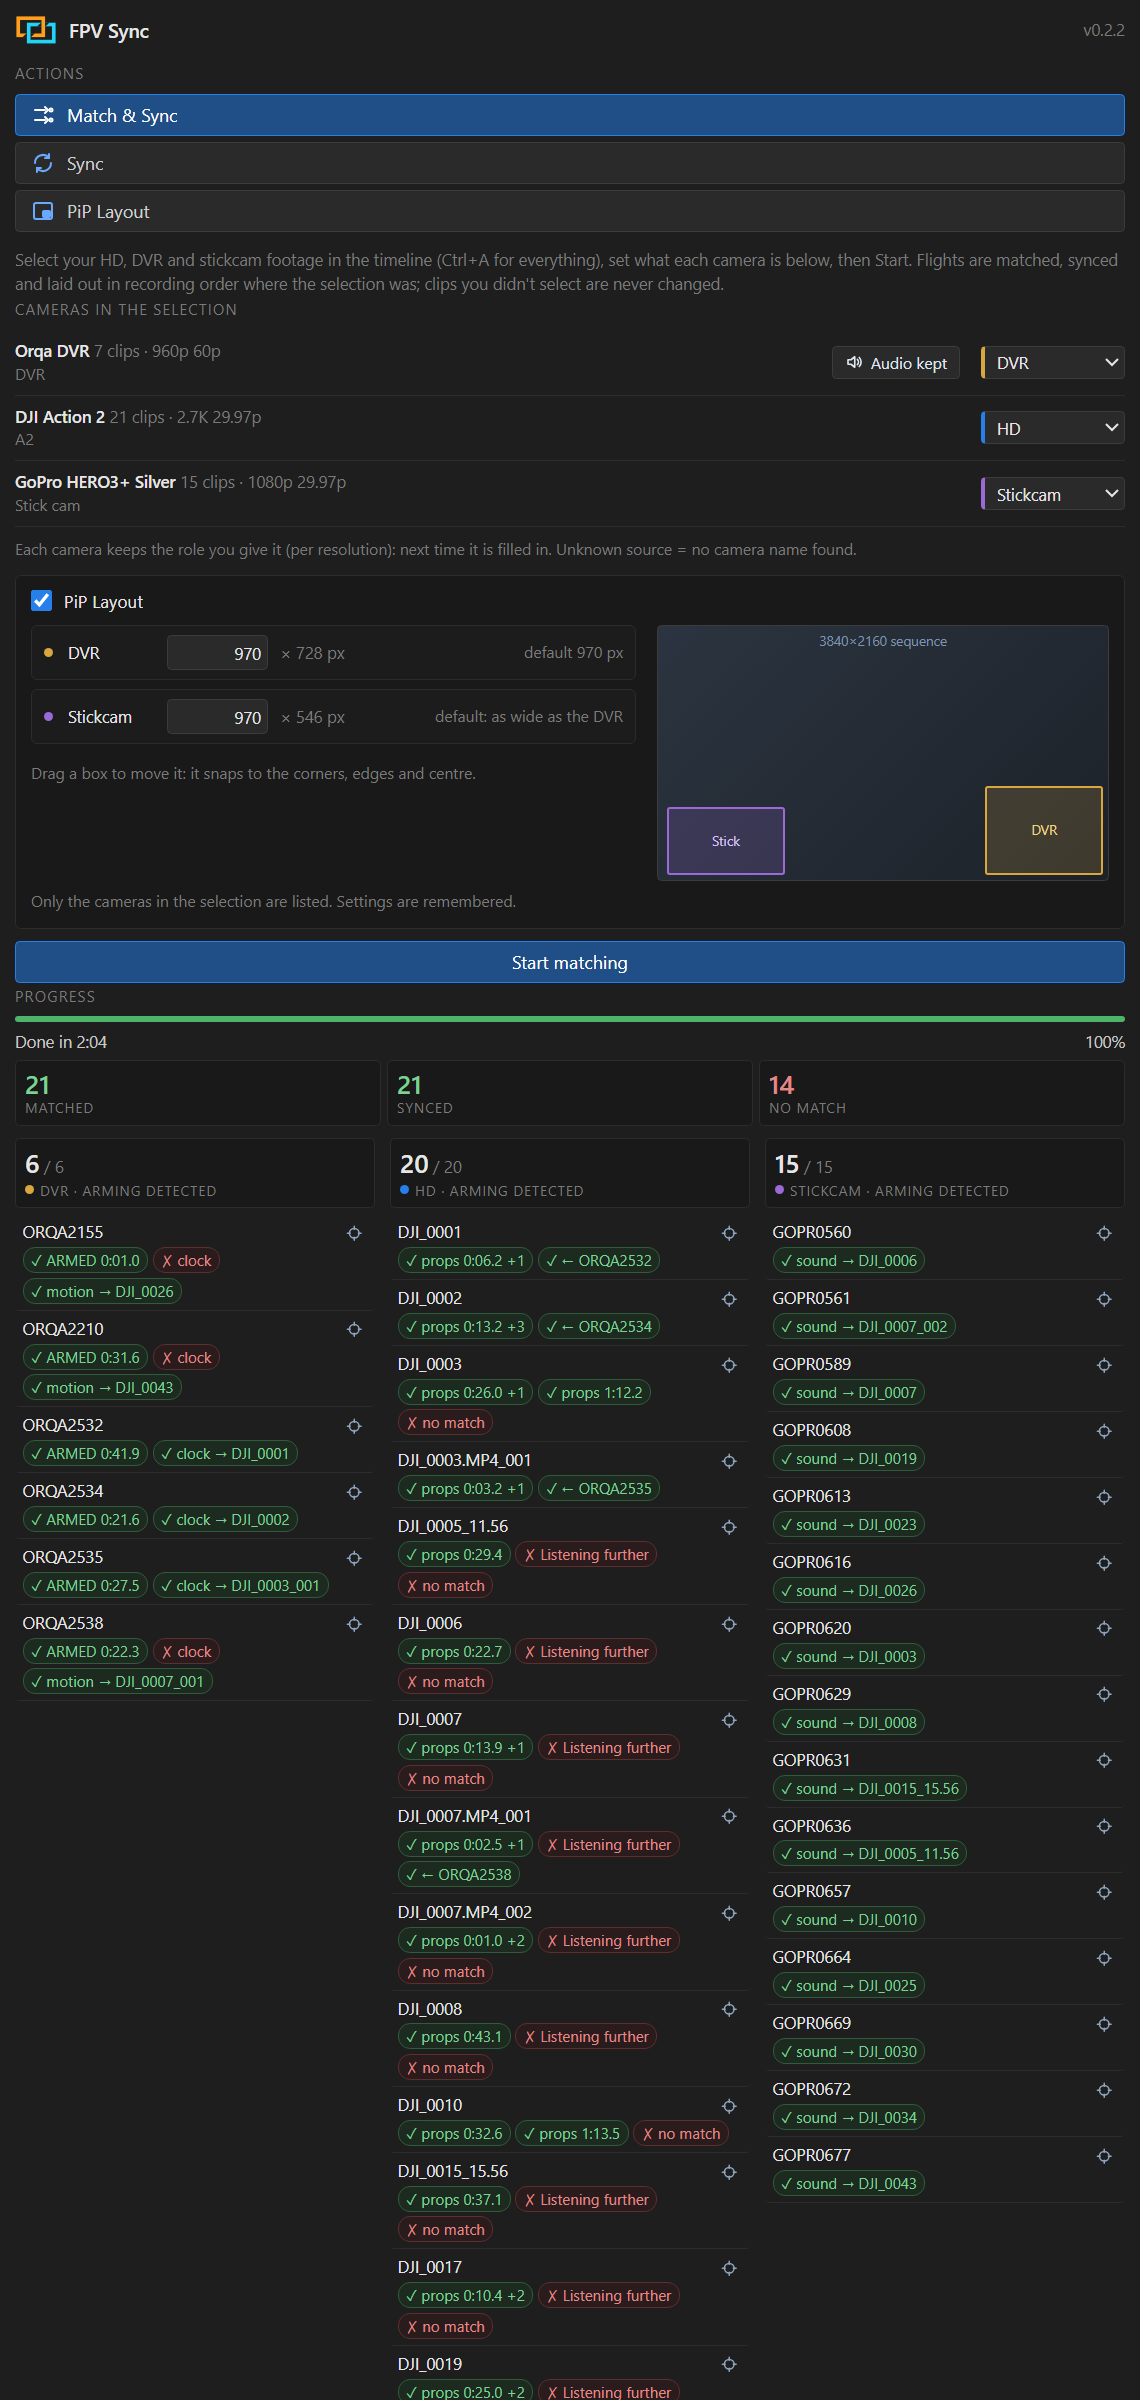 FPV Sync
v0.2.2
ACTIONS
Match & Sync
Sync
PiP Layout
Select your HD, DVR and stickcam footage in the timeline (Ctrl+A for everything), set what each camera is below, then Start. Flights are matched, synced
and laid out in recording order where the selection was; clips you didn't select are never changed.
CAMERAS IN THE SELECTION
Orqa DVR 7 clips · 960p 60p
DVR
Audio kept
DVR
DJI Action 2 21 clips · 2.7K 29.97p
A2
HD
GoPro HERO3+ Silver 15 clips · 1080p 29.97p
Stick cam
Stickcam
Each camera keeps the role you give it (per resolution): next time it is filled in. Unknown source = no camera name found.
PiP Layout
DVR 970 × 728 px default 970 px
Stickcam 970 × 546 px default: as wide as the DVR
Drag a box to move it: it snaps to the corners, edges and centre.
3840×2160 sequence
Stick
DVR
Only the cameras in the selection are listed. Settings are remembered.
Start matching
PROGRESS
Done in 2:04
100%
21
MATCHED
21
SYNCED
14
NO MATCH
6 / 6
DVR · ARMING DETECTED
ORQA2155
✓ ARMED 0:01.0 ✗ clock
✓ motion → DJI_0026
ORQA2210
✓ ARMED 0:31.6 ✗ clock
✓ motion → DJI_0043
ORQA2532
✓ ARMED 0:41.9 ✓ clock → DJI_0001
ORQA2534
✓ ARMED 0:21.6 ✓ clock → DJI_0002
ORQA2535
✓ ARMED 0:27.5 ✓ clock → DJI_0003_001
ORQA2538
✓ ARMED 0:22.3 ✗ clock
✓ motion → DJI_0007_001
20 / 20
HD · ARMING DETECTED
DJI_0001
✓ props 0:06.2 +1 ✓ ← ORQA2532
DJI_0002
✓ props 0:13.2 +3 ✓ ← ORQA2534
DJI_0003
✓ props 0:26.0 +1 ✓ props 1:12.2
✗ no match
DJI_0003.MP4_001
✓ props 0:03.2 +1 ✓ ← ORQA2535
DJI_0005_11.56
✓ props 0:29.4 ✗ Listening further
✗ no match
DJI_0006
✓ props 0:22.7 ✗ Listening further
✗ no match
DJI_0007
✓ props 0:13.9 +1 ✗ Listening further
✗ no match
DJI_0007.MP4_001
✓ props 0:02.5 +1 ✗ Listening further
✓ ← ORQA2538
DJI_0007.MP4_002
✓ props 0:01.0 +2 ✗ Listening further
✗ no match
DJI_0008
✓ props 0:43.1 ✗ Listening further
✗ no match
DJI_0010
✓ props 0:32.6 ✓ props 1:13.5 ✗ no match
DJI_0015_15.56
✓ props 0:37.1 ✗ Listening further
✗ no match
DJI_0017
✓ props 0:10.4 +2 ✗ Listening further
✗ no match
DJI_0019
✓ props 0:25.0 +2 ✗ Listening further
15 / 15
STICKCAM · ARMING DETECTED
GOPR0560
✓ sound → DJI_0006
GOPR0561
✓ sound → DJI_0007_002
GOPR0589
✓ sound → DJI_0007
GOPR0608
✓ sound → DJI_0019
GOPR0613
✓ sound → DJI_0023
GOPR0616
✓ sound → DJI_0026
GOPR0620
✓ sound → DJI_0003
GOPR0629
✓ sound → DJI_0008
GOPR0631
✓ sound → DJI_0015_15.56
GOPR0636
✓ sound → DJI_0005_11.56
GOPR0657
✓ sound → DJI_0010
GOPR0664
✓ sound → DJI_0025
GOPR0669
✓ sound → DJI_0030
GOPR0672
✓ sound → DJI_0034
GOPR0677
✓ sound → DJI_0043